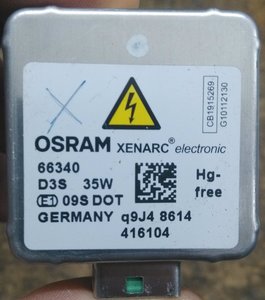 CB1915269
G10112130
OSRAM XENARC® electronic
66340
D3S 35W
E1 09S DOT
Hg-
free
GERMANY q9J4 8614
416104